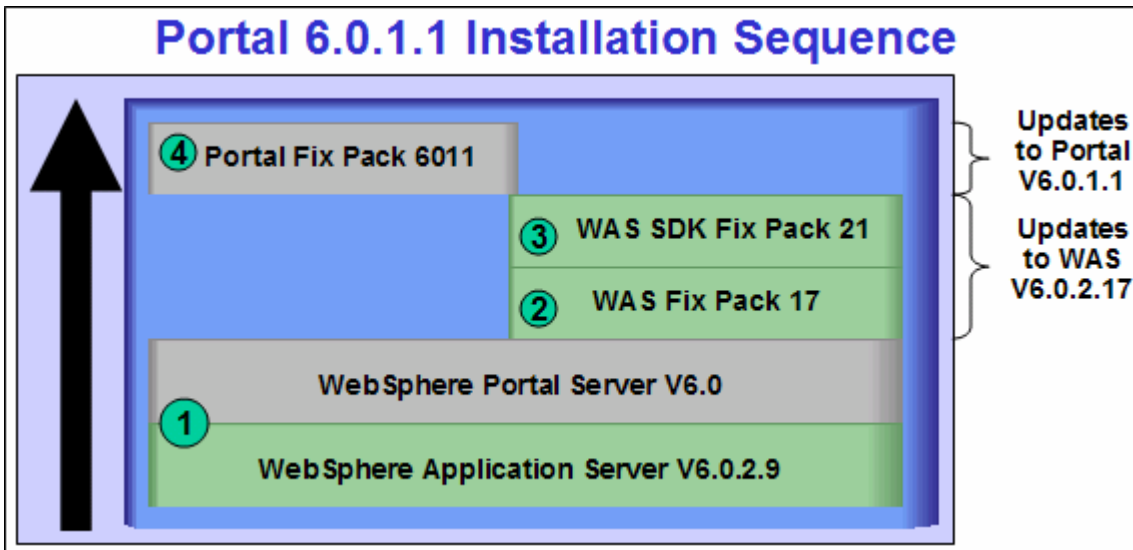 Portal 6.0.1.1 Installation Sequence
4 Portal Fix Pack 6011
Updates
to Portal
V6.0.1.1
3 WAS SDK Fix Pack 21
2 WAS Fix Pack 17
Updates
to WAS
V6.0.2.17
WebSphere Portal Server V6.0
1
WebSphere Application Server V6.0.2.9